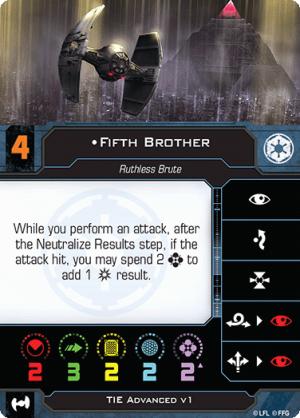 4
•Fifth Brother
Ruthless Brute
While you perform an attack, after
the Neutralize Results step, if the
attack hit, you may spend 2 to
add 1 result.
2 3 2 2 2
TIE Advanced v1
©LFL ©FFG